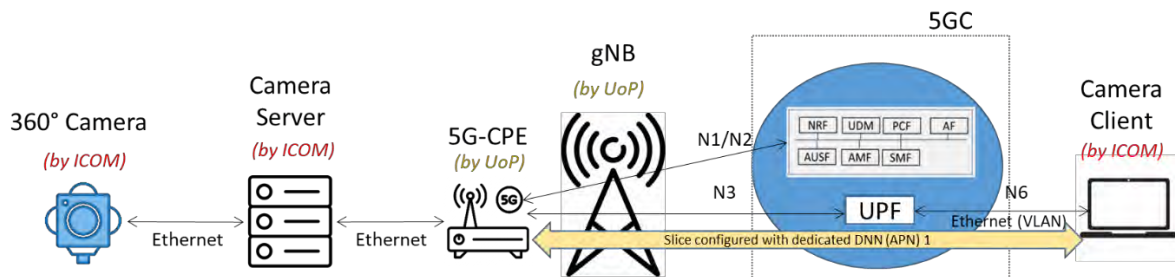 5GC
gNB
(by UoP)
Camera
Server
(by ICOM)
Camera
Client
(by ICOM)
360° Camera
(by ICOM)
5G-CPE
(by UoP)
5G
N1/N2
NRF UDM PCF AF
AUSF AMF SMF
N3
UPF
N6
Ethernet (VLAN)
Ethernet
Ethernet
Slice configured with dedicated DNN (APN) 1